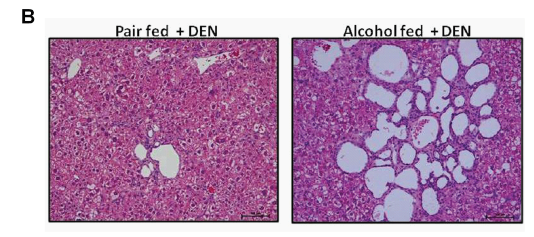 B
Pair fed + DEN
Alcohol fed + DEN